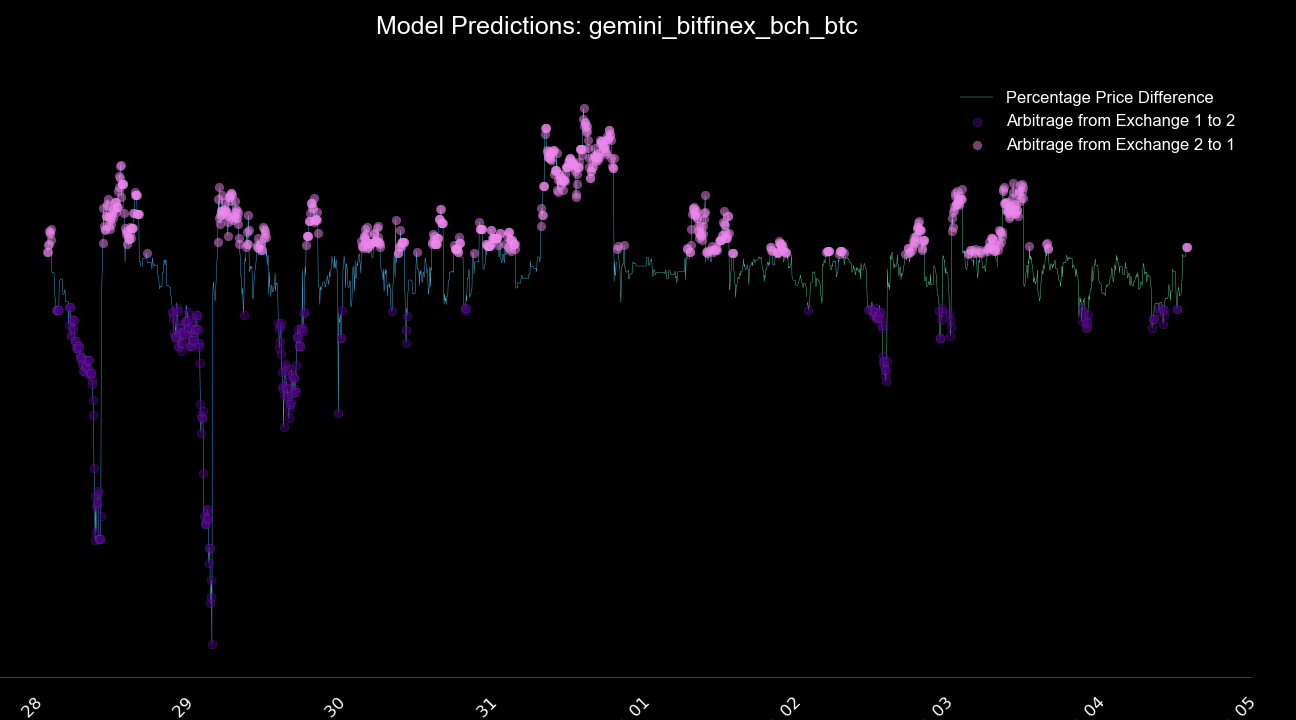 Model Predictions: gemini_bitfinex_bch_btc
Percentage Price Difference
Arbitrage from Exchange 1 to 2
Arbitrage from Exchange 2 to 1
28 29 30 31 01 02 03 04 05